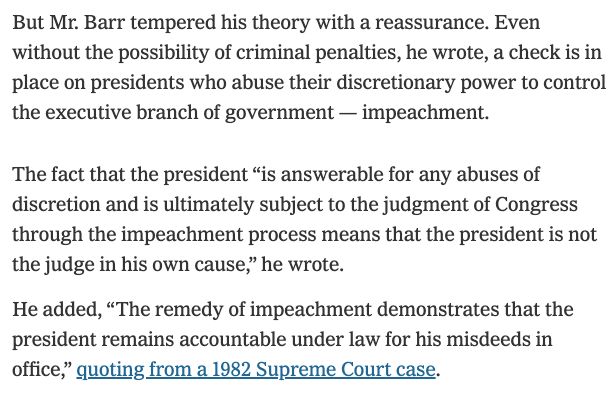 But Mr. Barr tempered his theory with a reassurance. Even
without the possibility of criminal penalties, he wrote, a check is in
place on presidents who abuse their discretionary power to control
the executive branch of government — impeachment.
The fact that the president “is answerable for any abuses of
discretion and is ultimately subject to the judgment of Congress
through the impeachment process means that the president is not
the judge in his own cause,” he wrote.
He added, “The remedy of impeachment demonstrates that the
president remains accountable under law for his misdeeds in
office,” quoting from a 1982 Supreme Court case.